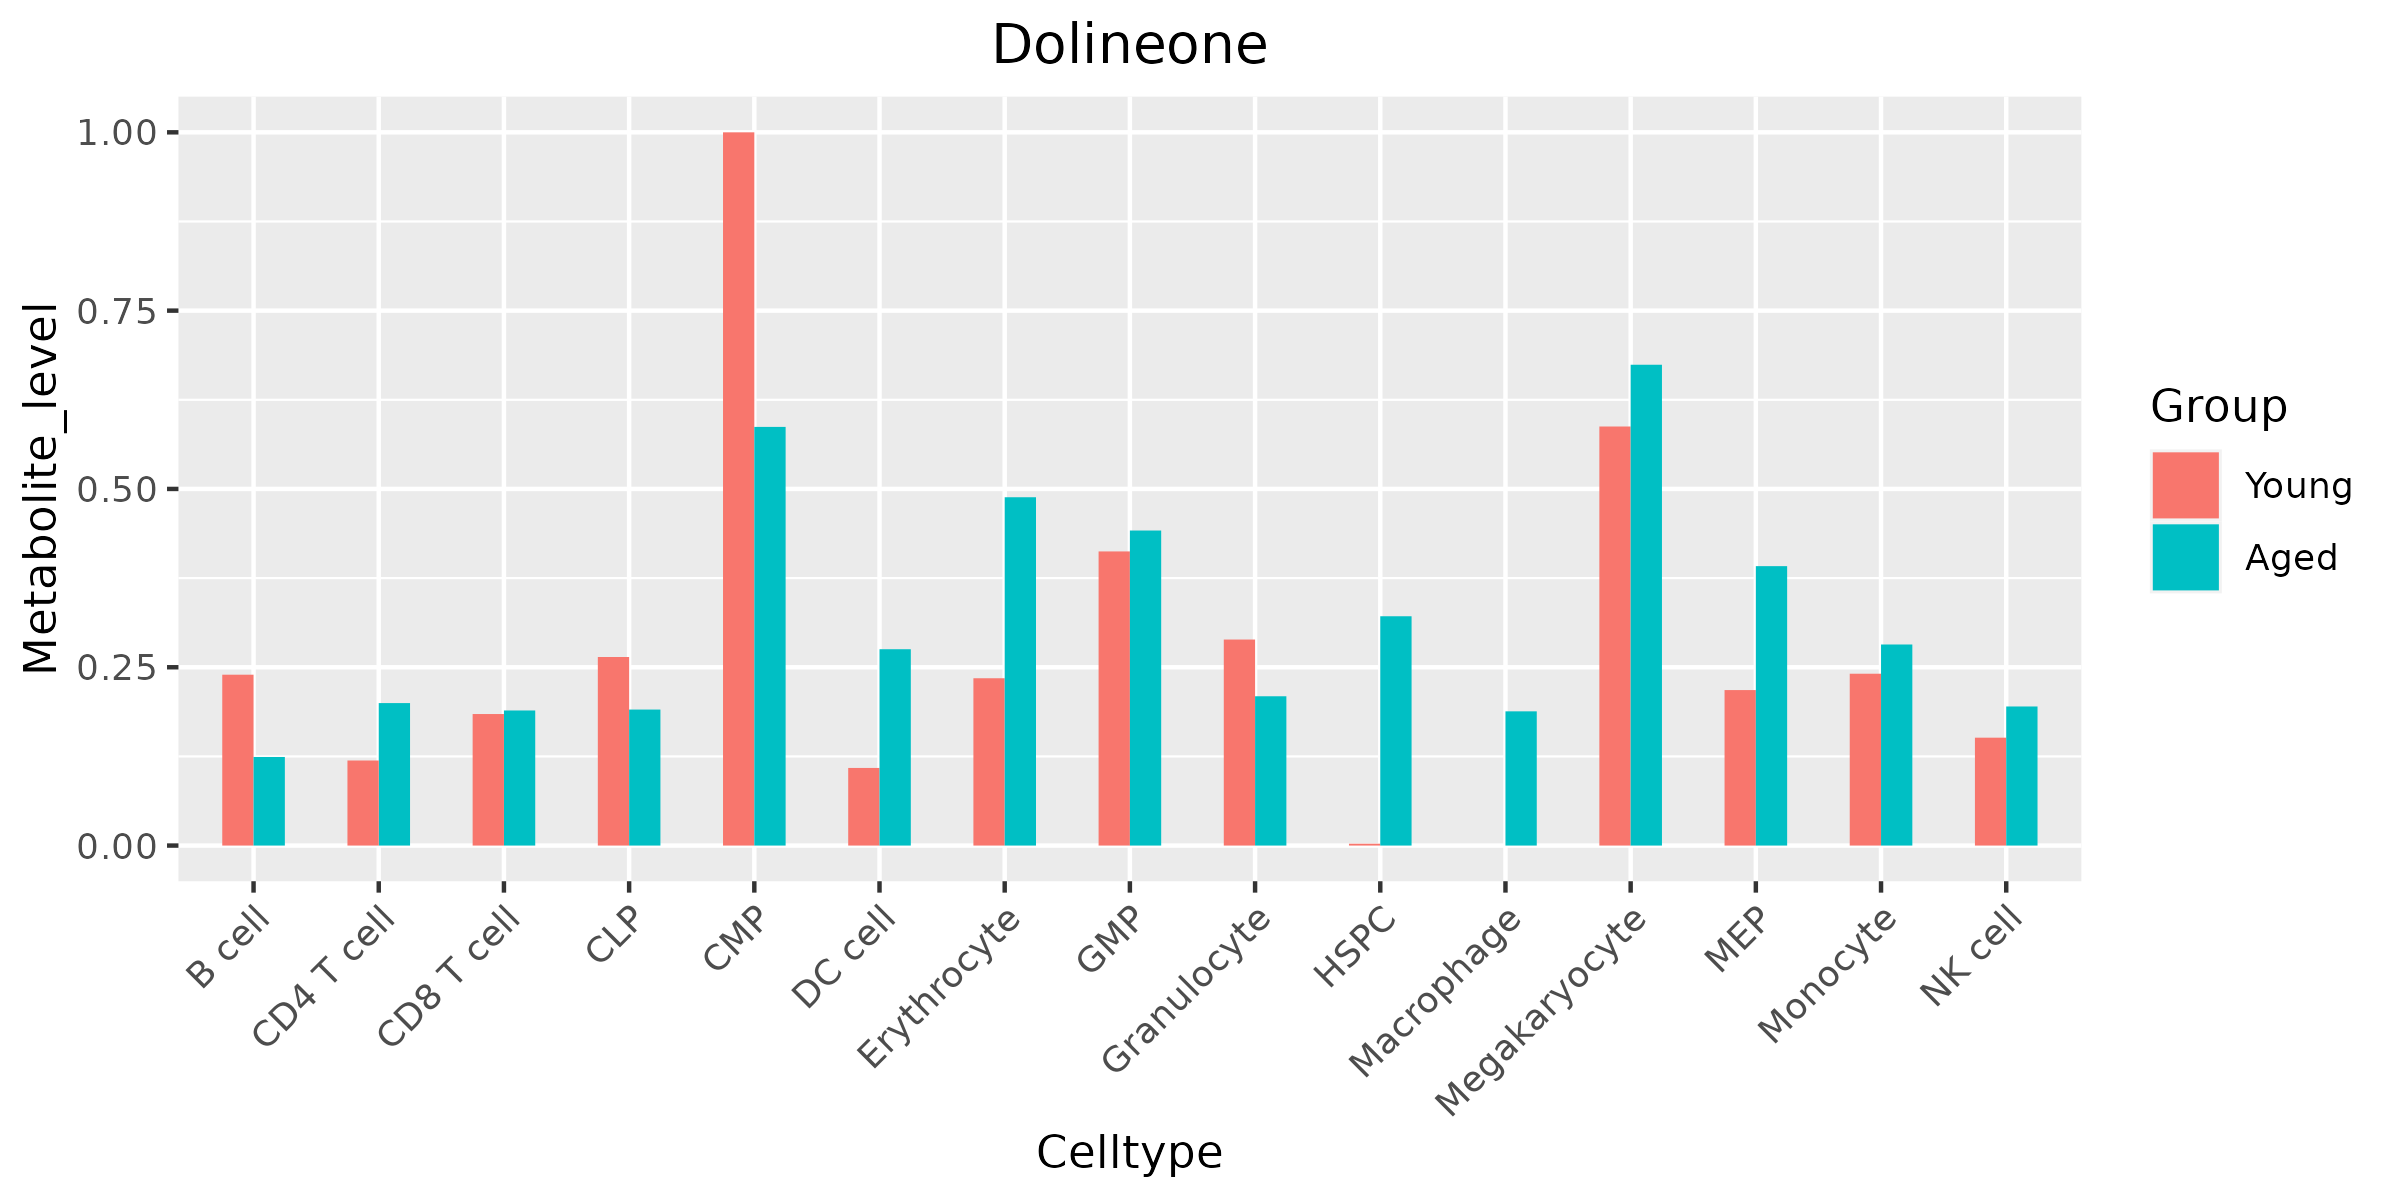 Dolineone
Metabolite_level
1.00
0.75
0.50
0.25
0.00
B cell
CD4 T cell
CD8 T cell
CLP
CMP
DC cell
Erythrocyte
GMP
Granulocyte
HSPC
Macrophage
Megakaryocyte
MEP
Monocyte
NK cell
Celltype
Group
Young
Aged